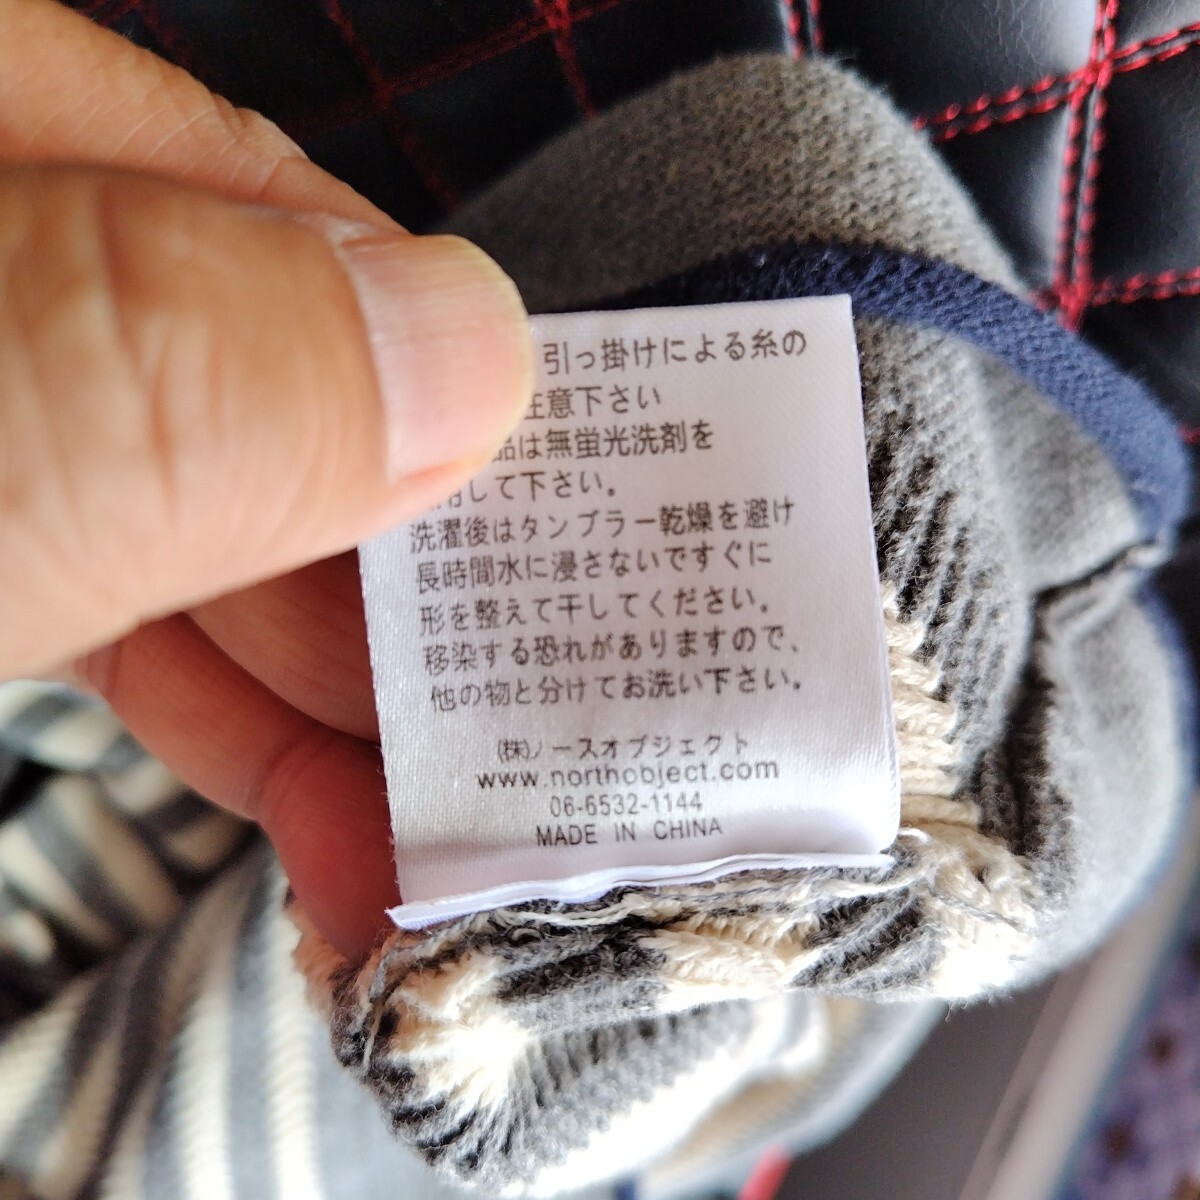 引っ掛けによる糸の
意下さい
品は無蛍光洗剤を
して下さい。
洗濯後はタンブラー乾燥を避け
長時間水に浸さないですぐに
形を整えて干してください。
移染する恐れがありますので、
他の物と分けてお洗い下さい。
(株)ノースオブジェクト
www.northobject.com
06-6532-1144
MADE IN CHINA